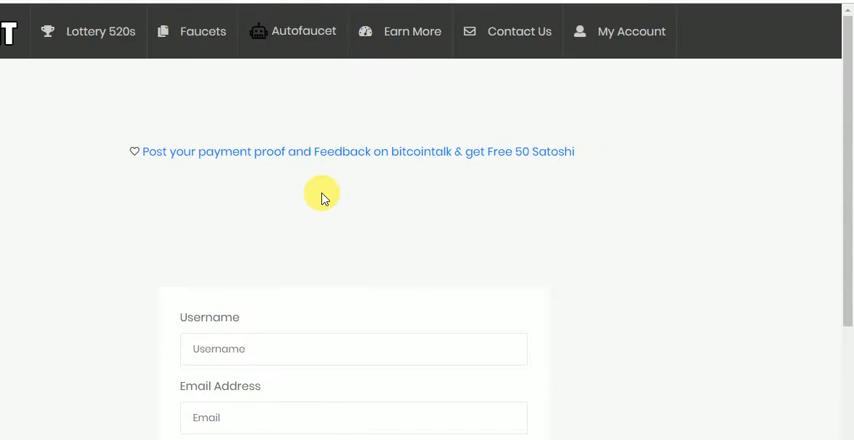 T Lottery 520s Faucets Autofaucet Earn More Contact Us My Account
Post your payment proof and Feedback on bitcointalk & get Free 50 Satoshi
Username
Username
Email Address
Email